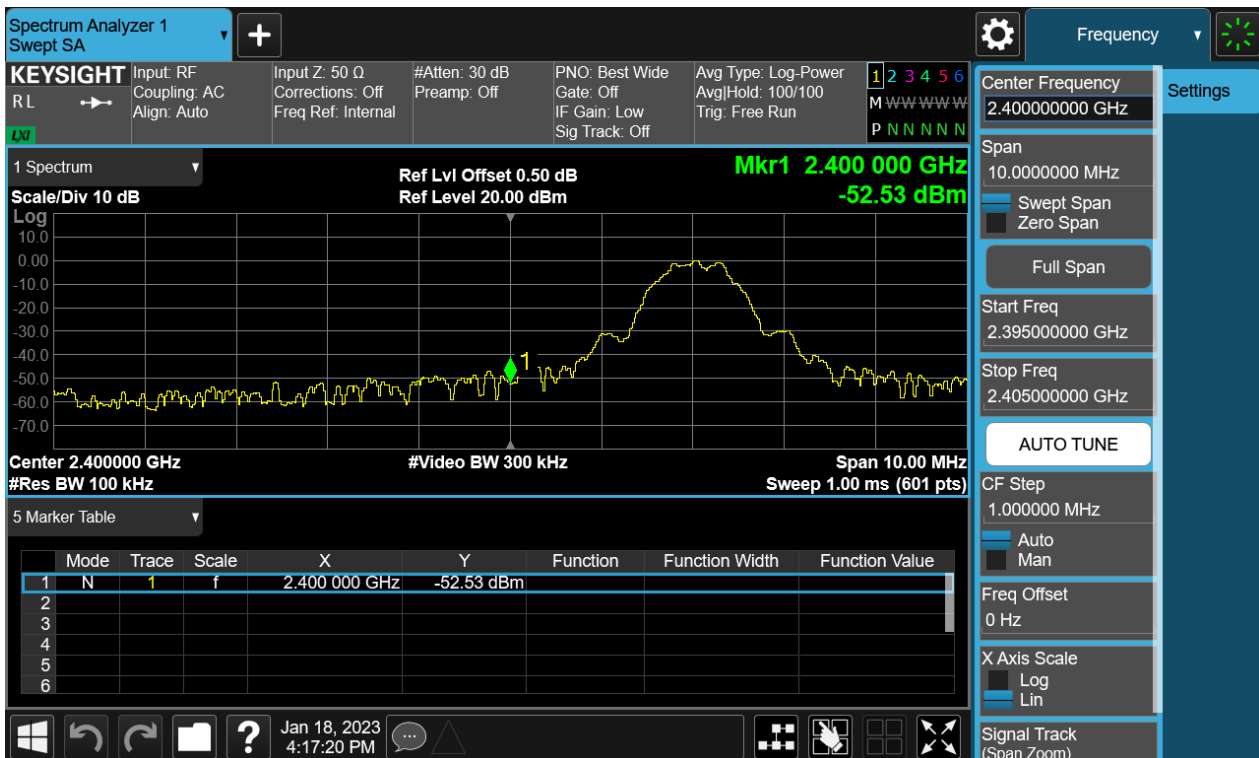 Spectrum Analyzer 1
Swept SA
Frequency
KEYSIGHT
R L
LXI
Input: RF
Coupling: AC
Align: Auto
Input Z: 50 Ω
Corrections: Off
Freq Ref: Internal
#Atten: 30 dB
Preamp: Off
PNO: Best Wide
Gate: Off
IF Gain: Low
Sig Track: Off
Avg Type: Log-Power
Avg|Hold: 100/100
Trig: Free Run
1 2 3 4 5 6
M W W W W W
P N N N N N
1 Spectrum
Scale/Div 10 dB
Ref Lvl Offset 0.50 dB
Ref Level 20.00 dBm
Mkr1 2.400 000 GHz
-52.53 dBm
Log
10.0
0.00
-10.0
-20.0
-30.0
-40.0
-50.0
-60.0
-70.0
1
Center 2.400000 GHz
#Res BW 100 kHz
#Video BW 300 kHz
Span 10.00 MHz
Sweep 1.00 ms (601 pts)
5 Marker Table
Mode Trace Scale X Y Function Function Width Function Value
1 N 1 f 2.400 000 GHz -52.53 dBm
2
3
4
5
6
?
Jan 18, 2023
4:17:20 PM
Center Frequency
2.400000000 GHz
Settings
Span
10.0000000 MHz
Swept Span
Zero Span
Full Span
Start Freq
2.395000000 GHz
Stop Freq
2.405000000 GHz
AUTO TUNE
CF Step
1.000000 MHz
Auto
Man
Freq Offset
0 Hz
X Axis Scale
Log
Lin
Signal Track
(Span Zoom)